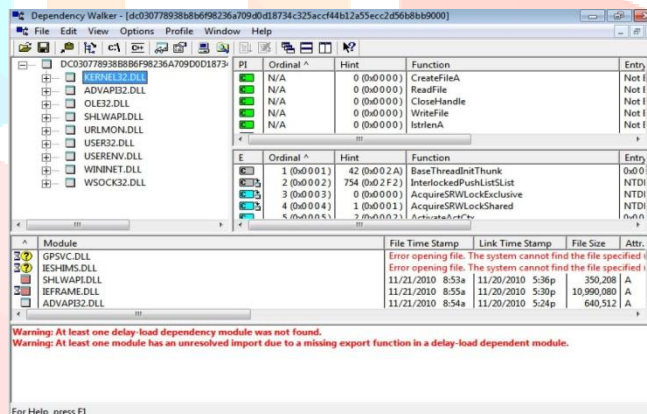 Dependency Walker - [dc030778938b8b6f98236a709d0d18734c325accf44b12a55ecc2d56b8bb9000]
File Edit View Options Profile Window Help
DC030778938B8B6F98236A709D0D1873
KERNEL32.DLL
ADVAPI32.DLL
OLE32.DLL
SHLWAPI.DLL
URLMON.DLL
USER32.DLL
USERENV.DLL
WININET.DLL
WSOCK32.DLL
PI Ordinal ^ Hint Function Entry
N/A 0 (0x0000) CreateFileA Not
N/A 0 (0x0000) ReadFile Not
N/A 0 (0x0000) CloseHandle Not
N/A 0 (0x0000) WriteFile Not
N/A 0 (0x0000) lstrlenA Not
E Ordinal ^ Hint Function Entry
1 (0x0001) 42 (0x002A) BaseThreadInitThunk 0x00
2 (0x0002) 754 (0x02F2) InterlockedPushListSList NTDI
3 (0x0003) 0 (0x0000) AcquireSRWLockExclusive NTDI
4 (0x0004) 1 (0x0001) AcquireSRWLockShared NTDI
5 (0x0005) 2 (0x0002) ActivateActCtx 0x00
^ Module File Time Stamp Link Time Stamp File Size Attr.
GPSVC.DLL Error opening file. The system cannot find the file specified
IESHIMS.DLL Error opening file. The system cannot find the file specified
SHLWAPI.DLL 11/21/2010 8:53a 11/20/2010 5:36p 350,208 A
IEFRAME.DLL 11/21/2010 8:55a 11/20/2010 5:30p 10,990,080 A
ADVAPI32.DLL 11/21/2010 8:54a 11/20/2010 5:24p 640,512 A
Warning: At least one delay-load dependency module was not found.
Warning: At least one module has an unresolved import due to a missing export function in a delay-load dependent module.
For Help, press F1